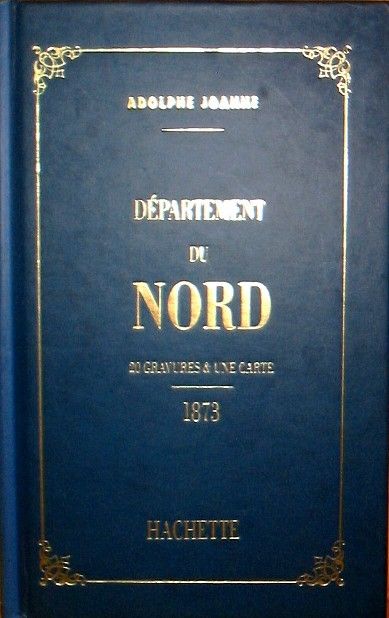 ADOLPHE JOANNE
DÉPARTEMENT
DU
NORD
20 GRAVURES & UNE CARTE
1873
HACHETTE